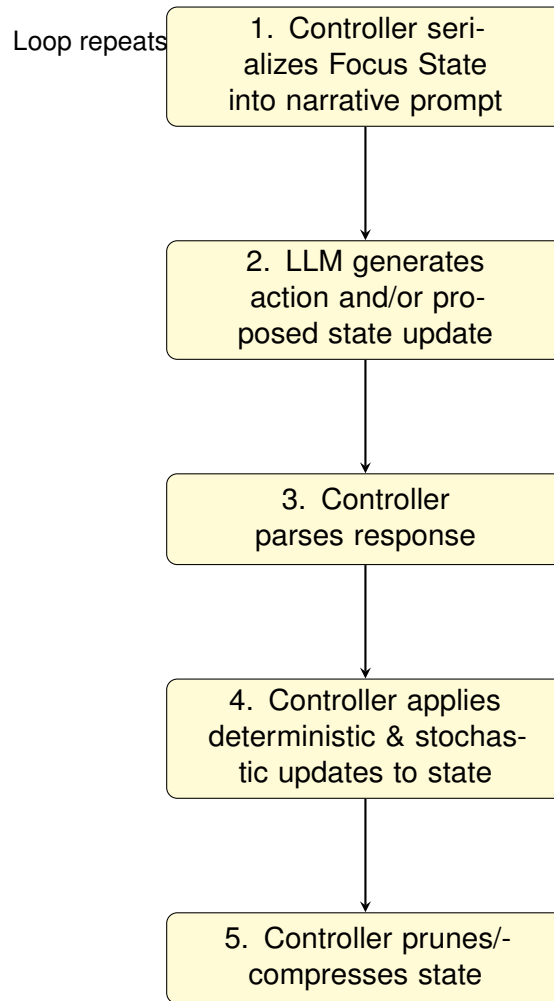 Loop repeats
1. Controller seri-
alizes Focus State
into narrative prompt
2. LLM generates
action and/or pro-
posed state update
3. Controller
parses response
4. Controller applies
deterministic & stochas-
tic updates to state
5. Controller prunes/-
compresses state